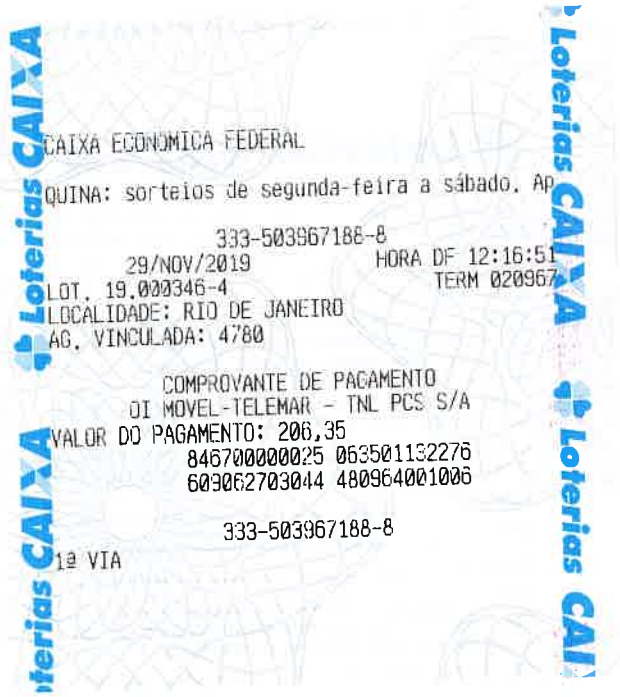 CAIXA ECONOMICA FEDERAL
QUINA: sorteios de segunda-feira a sábado. Ap
333-503967188-8
29/NOV/2019 HORA DF 12:16:51
LOT. 19.000346-4 TERM 020967
LOCALIDADE: RIO DE JANEIRO
AG. VINCULADA: 4780
COMPROVANTE DE PAGAMENTO
OI MOVEL-TELEMAR - TNL PCS S/A
VALOR DO PAGAMENTO: 206,35
846700000025 063501132276
609062703044 480964001006
333-503967188-8
1ª VIA
Loterias CAIXA
terias CAIXA
Loterias CAIXA
Loterias CAI